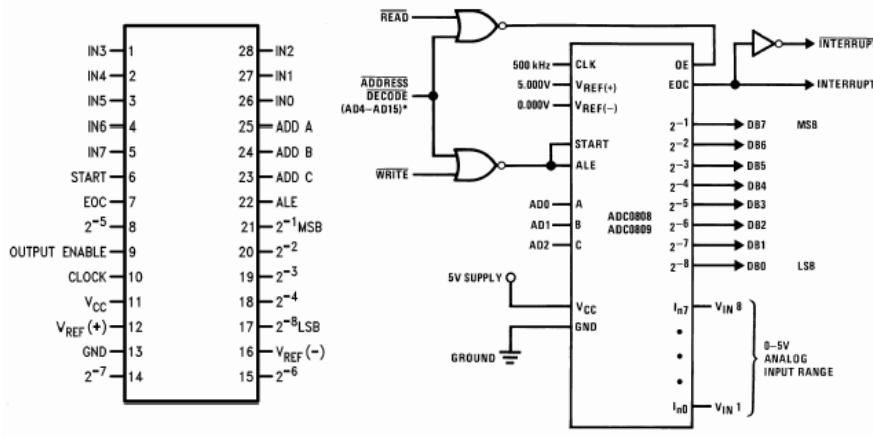 IN3 1 28 IN2
IN4 2 27 IN1
IN5 3 26 IN0
IN6 4 25 ADD A
IN7 5 24 ADD B
START 6 23 ADD C
EOC 7 22 ALE
2⁻⁵ 8 21 2⁻¹MSB
OUTPUT ENABLE 9 20 2⁻²
CLOCK 10 19 2⁻³
VCC 11 18 2⁻⁴
VREF(+) 12 17 2⁻⁸LSB
GND 13 16 VREF(−)
2⁻⁷ 14 15 2⁻⁶
READ
ADDRESS
DECODE
(AD4–AD15)*
WRITE
500 kHz CLK OE
5.000V VREF(+) EOC
0.000V VREF(−)
INTERRUPT
INTERRUPT
START
ALE
2⁻¹ DB7 MSB
2⁻² DB6
2⁻³ DB5
2⁻⁴ DB4
2⁻⁵ DB3
2⁻⁶ DB2
2⁻⁷ DB1
2⁻⁸ DB0 LSB
AD0 A
AD1 B
AD2 C
ADC0808
ADC0809
5V SUPPLY
VCC
GND
GROUND
In7 VIN 8
0–5V
ANALOG
INPUT RANGE
In0 VIN 1